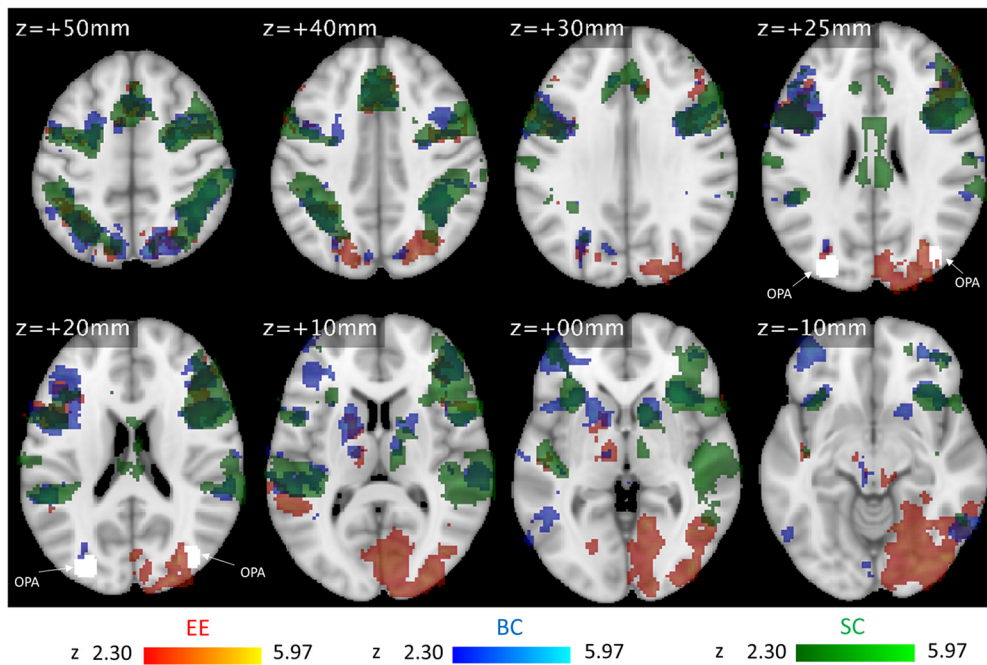 z=+50mm z=+40mm z=+30mm z=+25mm
OPA OPA
z=+20mm z=+10mm z=+00mm z=-10mm
OPA OPA
EE BC SC
z 2.30 5.97 z 2.30 5.97 z 2.30 5.97